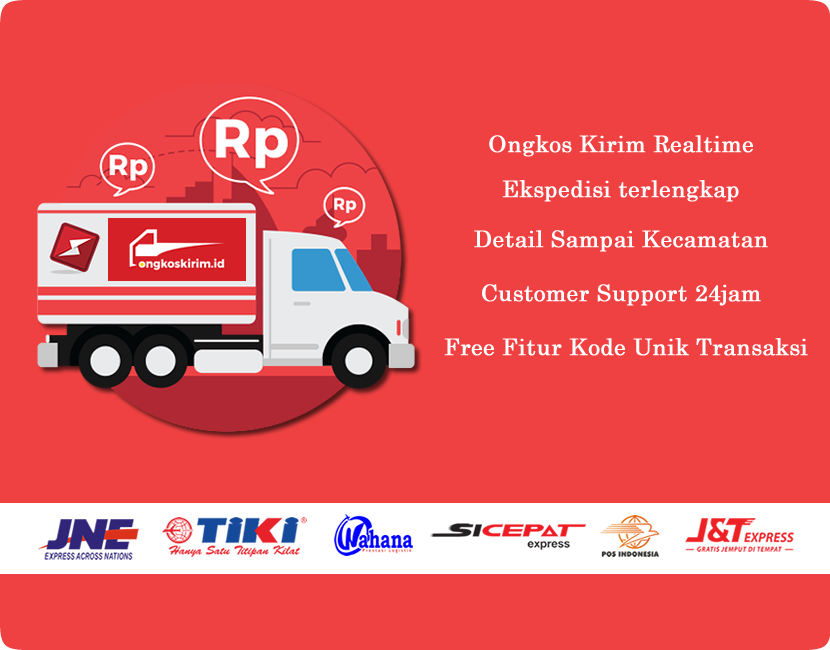 Rp
Rp
Rp
ongkoskirim.id
Ongkos Kirim Realtime
Ekspedisi terlengkap
Detail Sampai Kecamatan
Customer Support 24jam
Free Fitur Kode Unik Transaksi
JNE
EXPRESS ACROSS NATIONS
TIKI®
Hanya Satu Titipan Kilat
Wahana
Prestasi Logistik
SICEPAT
express
POS INDONESIA
J&T EXPRESS
GRATIS JEMPUT DI TEMPAT